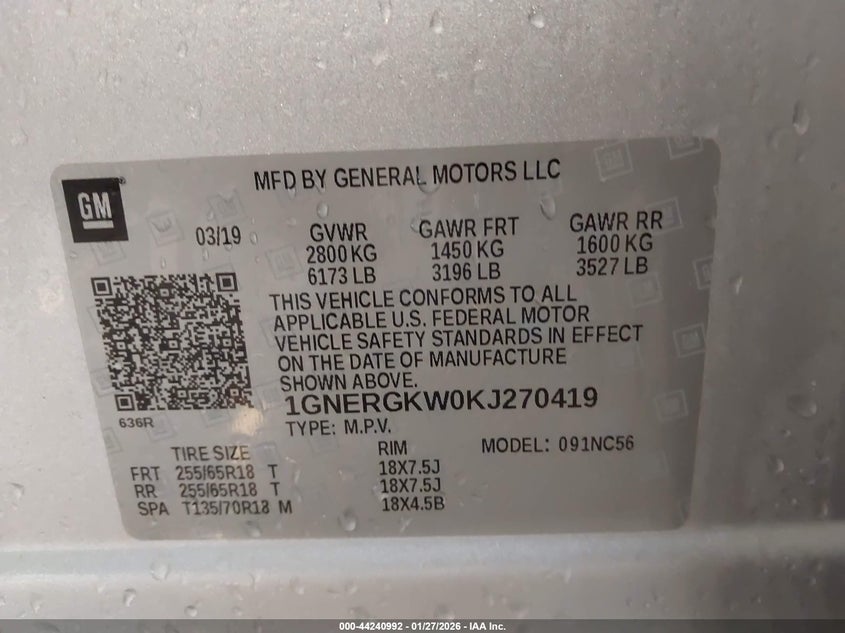 MFD BY GENERAL MOTORS LLC
GM
03/19
GVWR GAWR FRT GAWR RR
2800 KG 1450 KG 1600 KG
6173 LB 3196 LB 3527 LB
THIS VEHICLE CONFORMS TO ALL
APPLICABLE U.S. FEDERAL MOTOR
VEHICLE SAFETY STANDARDS IN EFFECT
ON THE DATE OF MANUFACTURE
SHOWN ABOVE.
1GNERGKW0KJ270419
636R
TYPE: M.P.V.
TIRE SIZE RIM MODEL: 091NC56
FRT 255/65R18 T 18X7.5J
RR 255/65R18 T 18X7.5J
SPA T135/70R18 M 18X4.5B
000-44240992 - 01/27/2026 - IAA Inc.